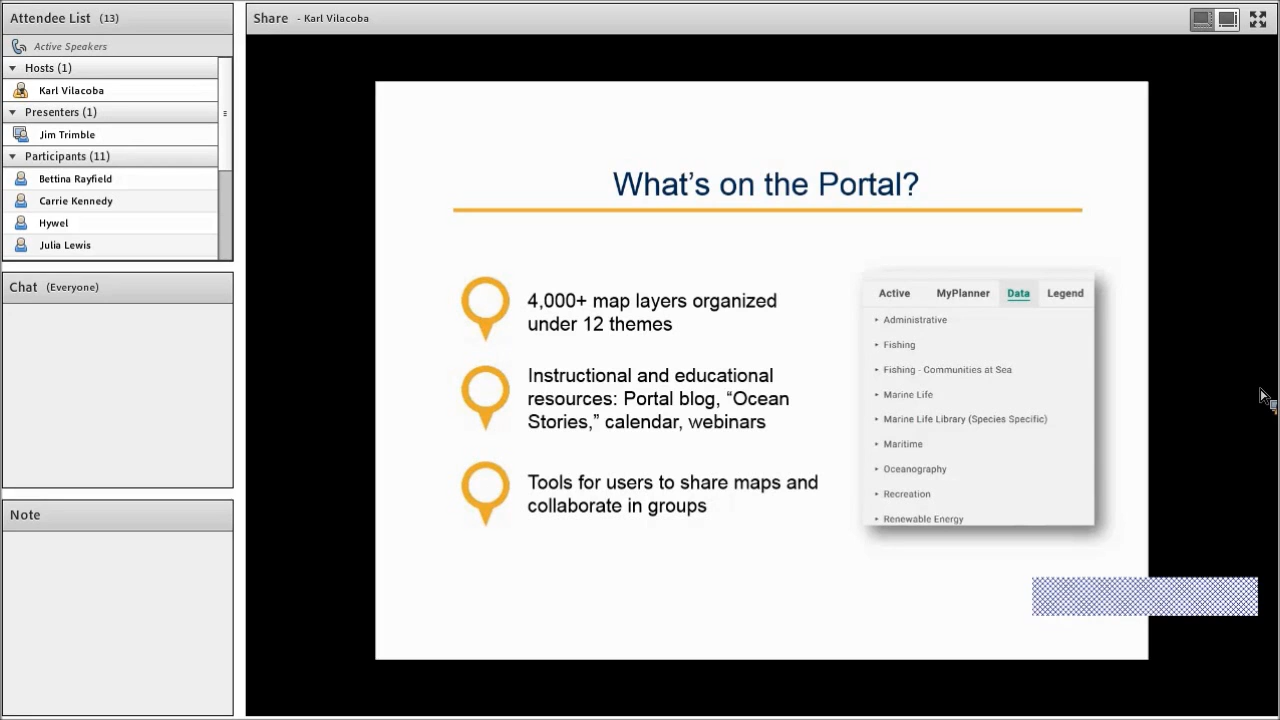 Attendee List (13)
Active Speakers
Hosts (1)
Karl Vilacoba
Presenters (1)
Jim Trimble
Participants (11)
Bettina Rayfield
Carrie Kennedy
Hywel
Julia Lewis
Chat (Everyone)
Note
Share - Karl Vilacoba
What’s on the Portal?
4,000+ map layers organized
under 12 themes
Instructional and educational
resources: Portal blog, “Ocean
Stories,” calendar, webinars
Tools for users to share maps and
collaborate in groups
Active MyPlanner Data Legend
Administrative
Fishing
Fishing - Communities at Sea
Marine Life
Marine Life Library (Species Specific)
Maritime
Oceanography
Recreation
Renewable Energy